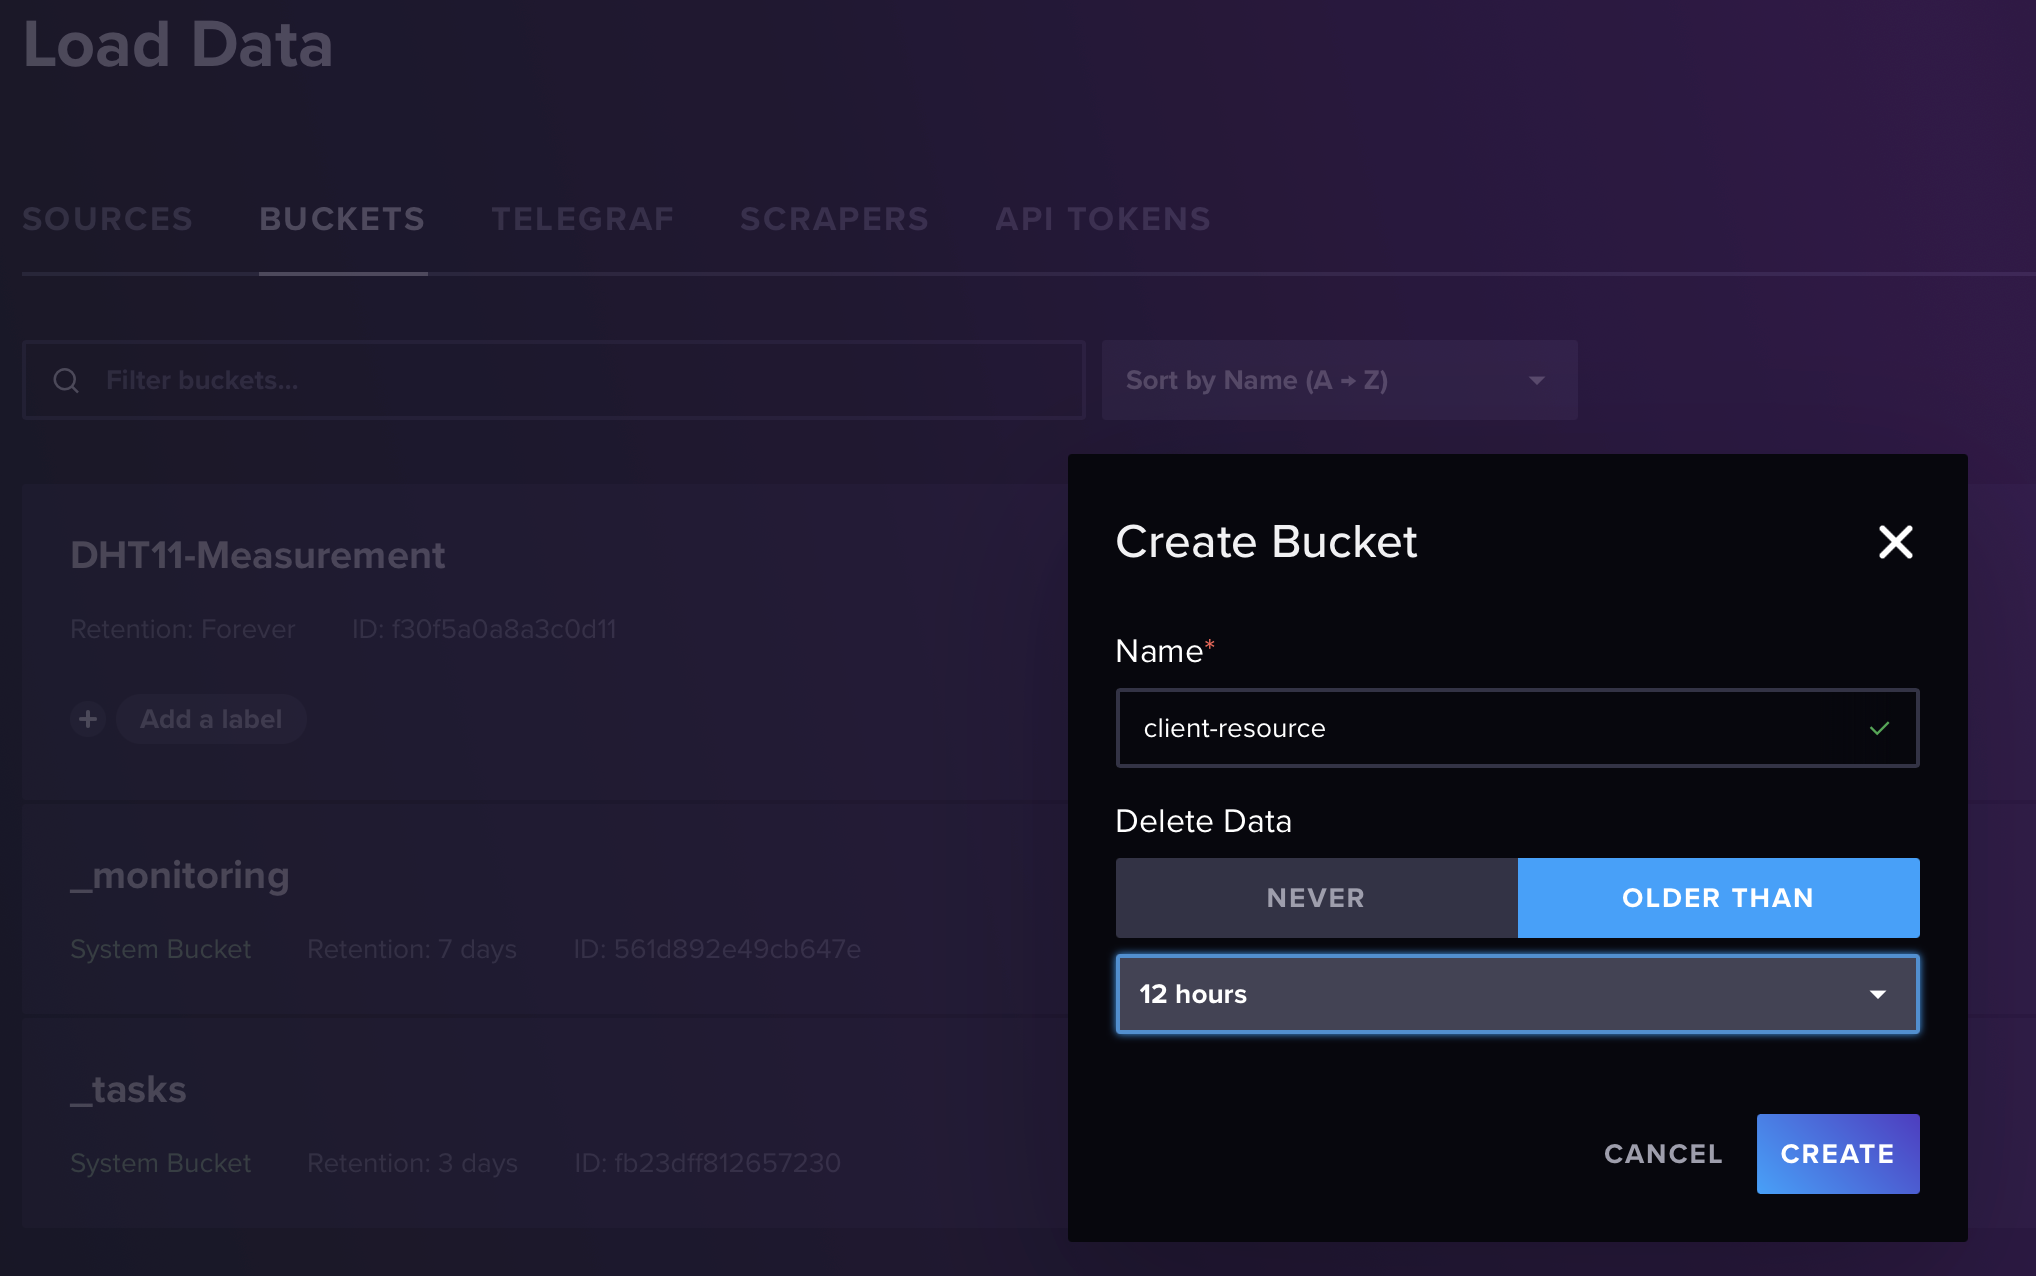 Load Data
SOURCES BUCKETS TELEGRAF SCRAPERS API TOKENS
Filter buckets... Sort by Name (A → Z)
DHT11-Measurement
Retention: Forever ID: f30f5a0a8a3c0d11
+ Add a label
_monitoring
System Bucket Retention: 7 days ID: 561d892e49cb647e
_tasks
System Bucket Retention: 3 days ID: fb23dff812657230
Create Bucket
Name*
client-resource
Delete Data
NEVER OLDER THAN
12 hours
CANCEL CREATE